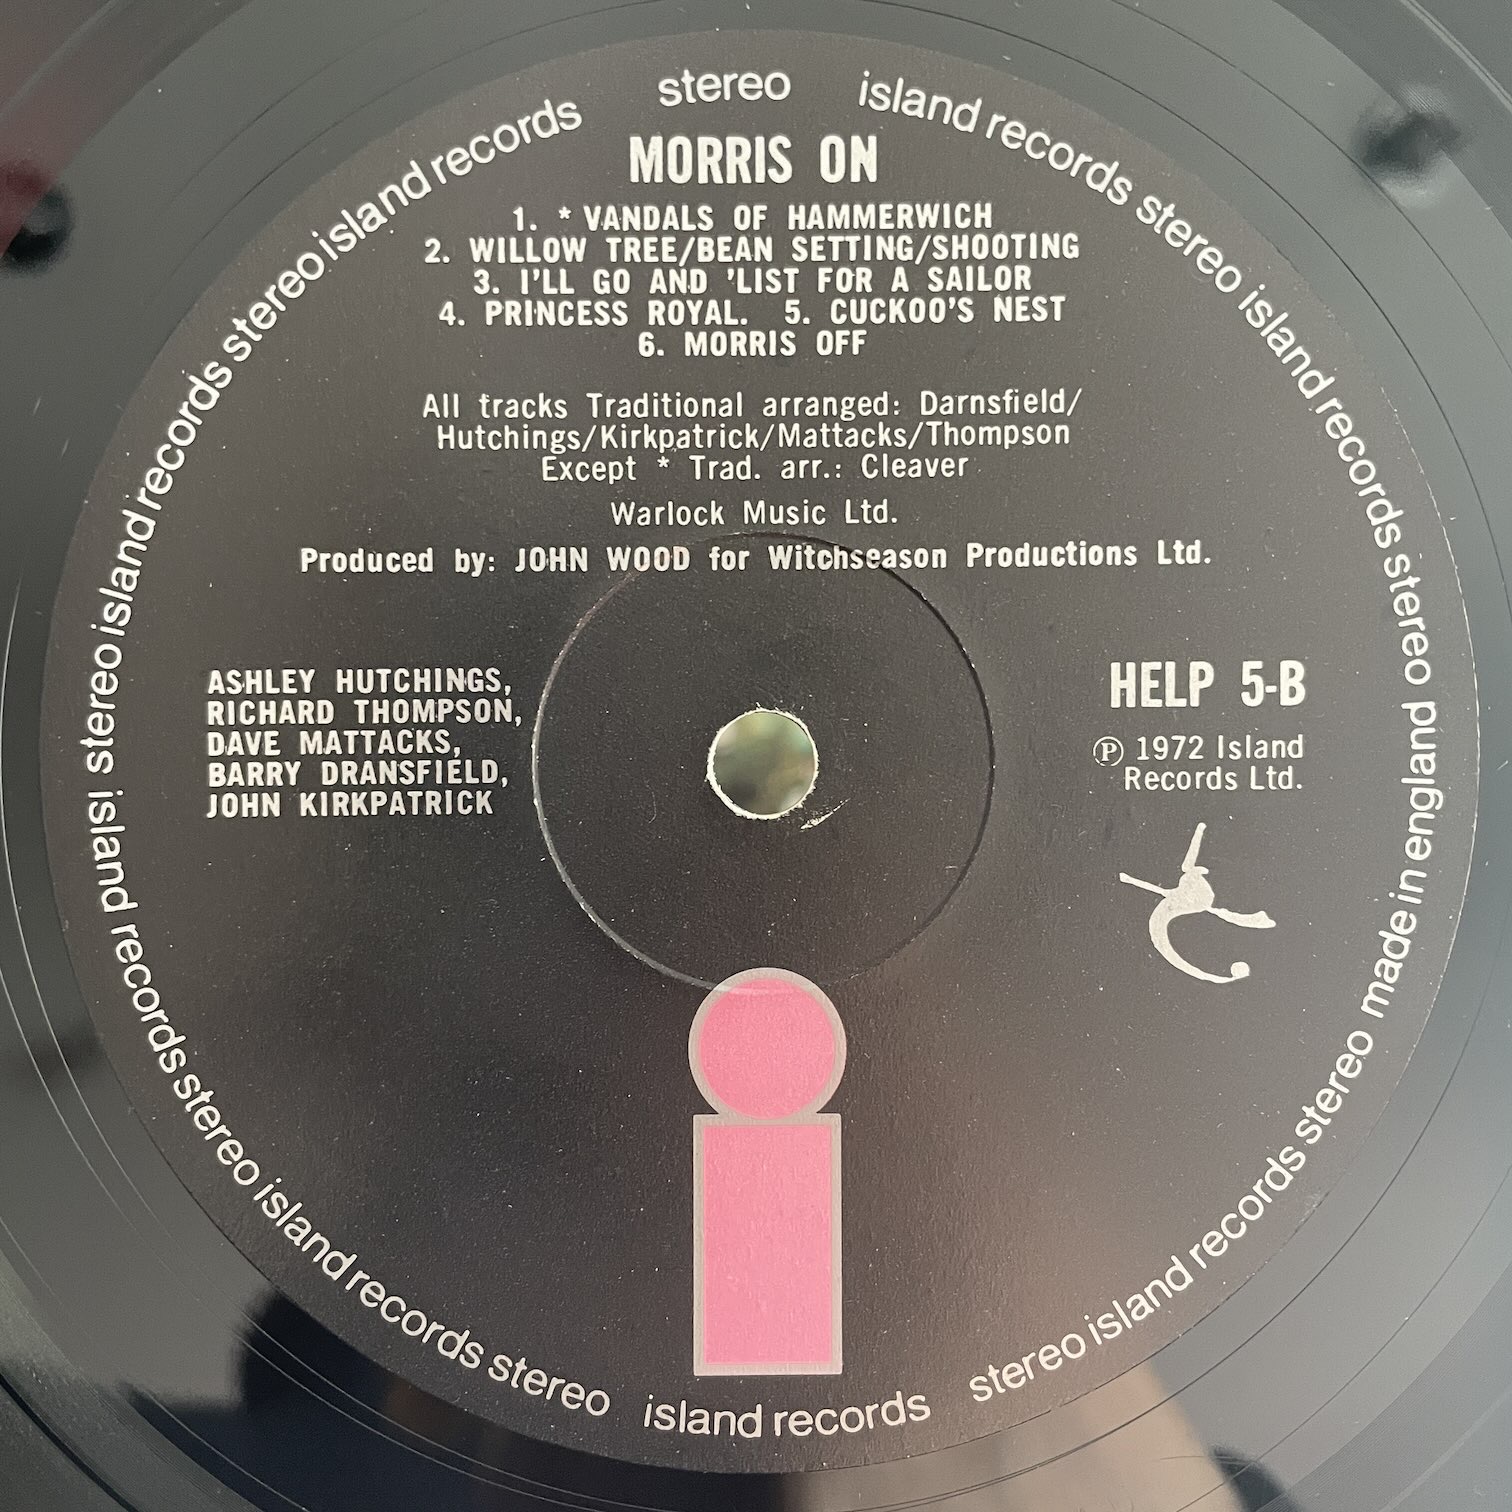 stereo island records stereo island records stereo island records stereo made in england
stereo island records stereo island records stereo island records stereo island records stereo island records
MORRIS ON
1. * VANDALS OF HAMMERWICH
2. WILLOW TREE/BEAN SETTING/SHOOTING
3. I'LL GO AND 'LIST FOR A SAILOR
4. PRINCESS ROYAL. 5. CUCKOO'S NEST
6. MORRIS OFF
All tracks Traditional arranged: Darnsfield/
Hutchings/Kirkpatrick/Mattacks/Thompson
Except * Trad. arr.: Cleaver
Warlock Music Ltd.
Produced by: JOHN WOOD for Witchseason Productions Ltd.
ASHLEY HUTCHINGS,
RICHARD THOMPSON,
DAVE MATTACKS,
BARRY DRANSFIELD,
JOHN KIRKPATRICK
HELP 5-B
℗ 1972 Island
Records Ltd.
i